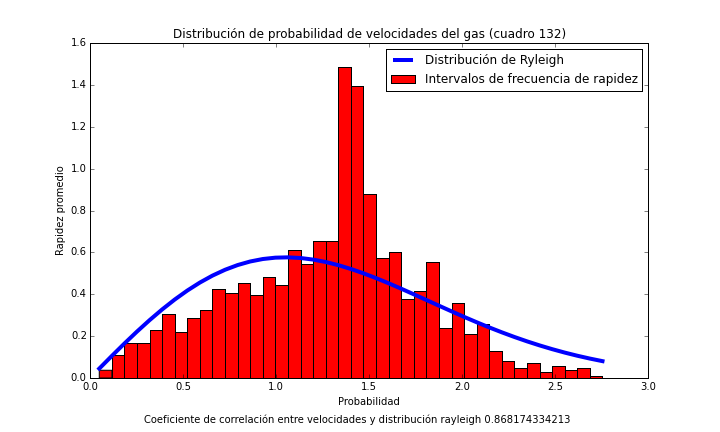 Distribución de probabilidad de velocidades del gas (cuadro 132)
Distribución de Ryleigh
Intervalos de frecuencia de rapidez
1.6
1.4
1.2
1.0
0.8
0.6
0.4
0.2
0.0
Rapidez promedio
0.0 0.5 1.0 1.5 2.0 2.5 3.0
Probabilidad
Coeficiente de correlación entre velocidades y distribución rayleigh 0.868174334213